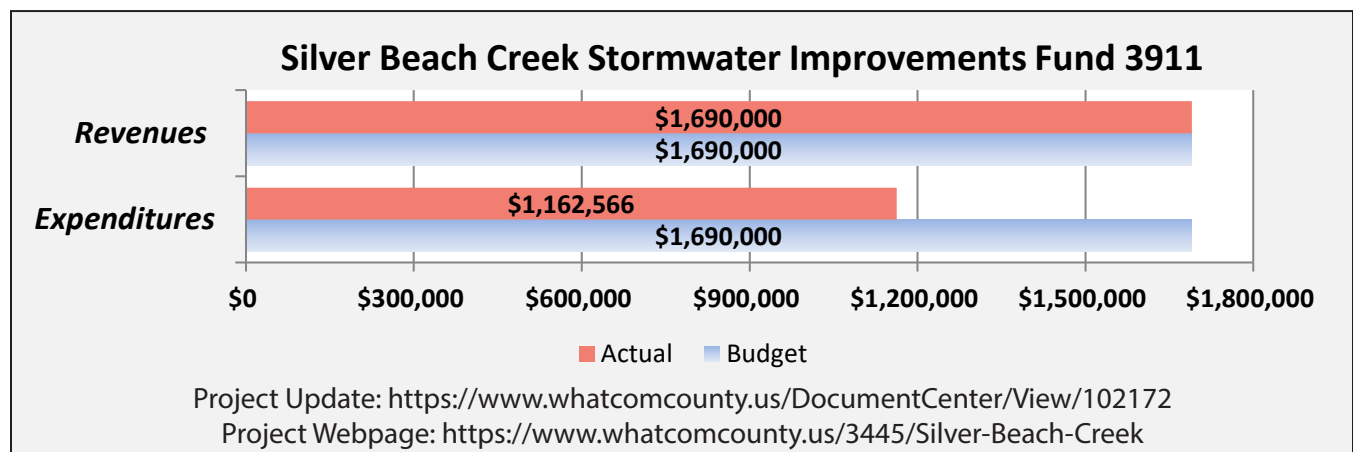 Silver Beach Creek Stormwater Improvements Fund 3911
Revenues
$1,690,000
$1,690,000
Expenditures
$1,162,566
$1,690,000
$0 $300,000 $600,000 $900,000 $1,200,000 $1,500,000 $1,800,000
Actual Budget
Project Update: https://www.whatcomcounty.us/DocumentCenter/View/102172
Project Webpage: https://www.whatcomcounty.us/3445/Silver-Beach-Creek